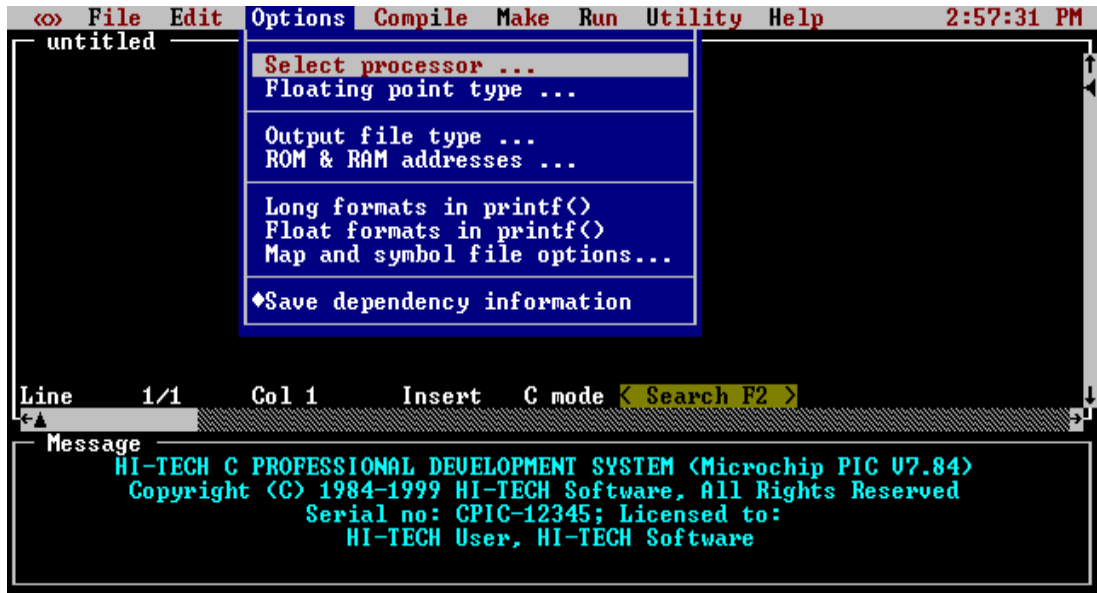 «o» File Edit Options Compile Make Run Utility Help 2:57:31 PM
untitled
Select processor ...
Floating point type ...
Output file type ...
ROM & RAM addresses ...
Long formats in printf()
Float formats in printf()
Map and symbol file options...
♦Save dependency information
Line 1/1 Col 1 Insert C mode < Search F2 >
Message
HI-TECH C PROFESSIONAL DEVELOPMENT SYSTEM (Microchip PIC V7.84)
Copyright (C) 1984-1999 HI-TECH Software, All Rights Reserved
Serial no: CPIC-12345; Licensed to:
HI-TECH User, HI-TECH Software